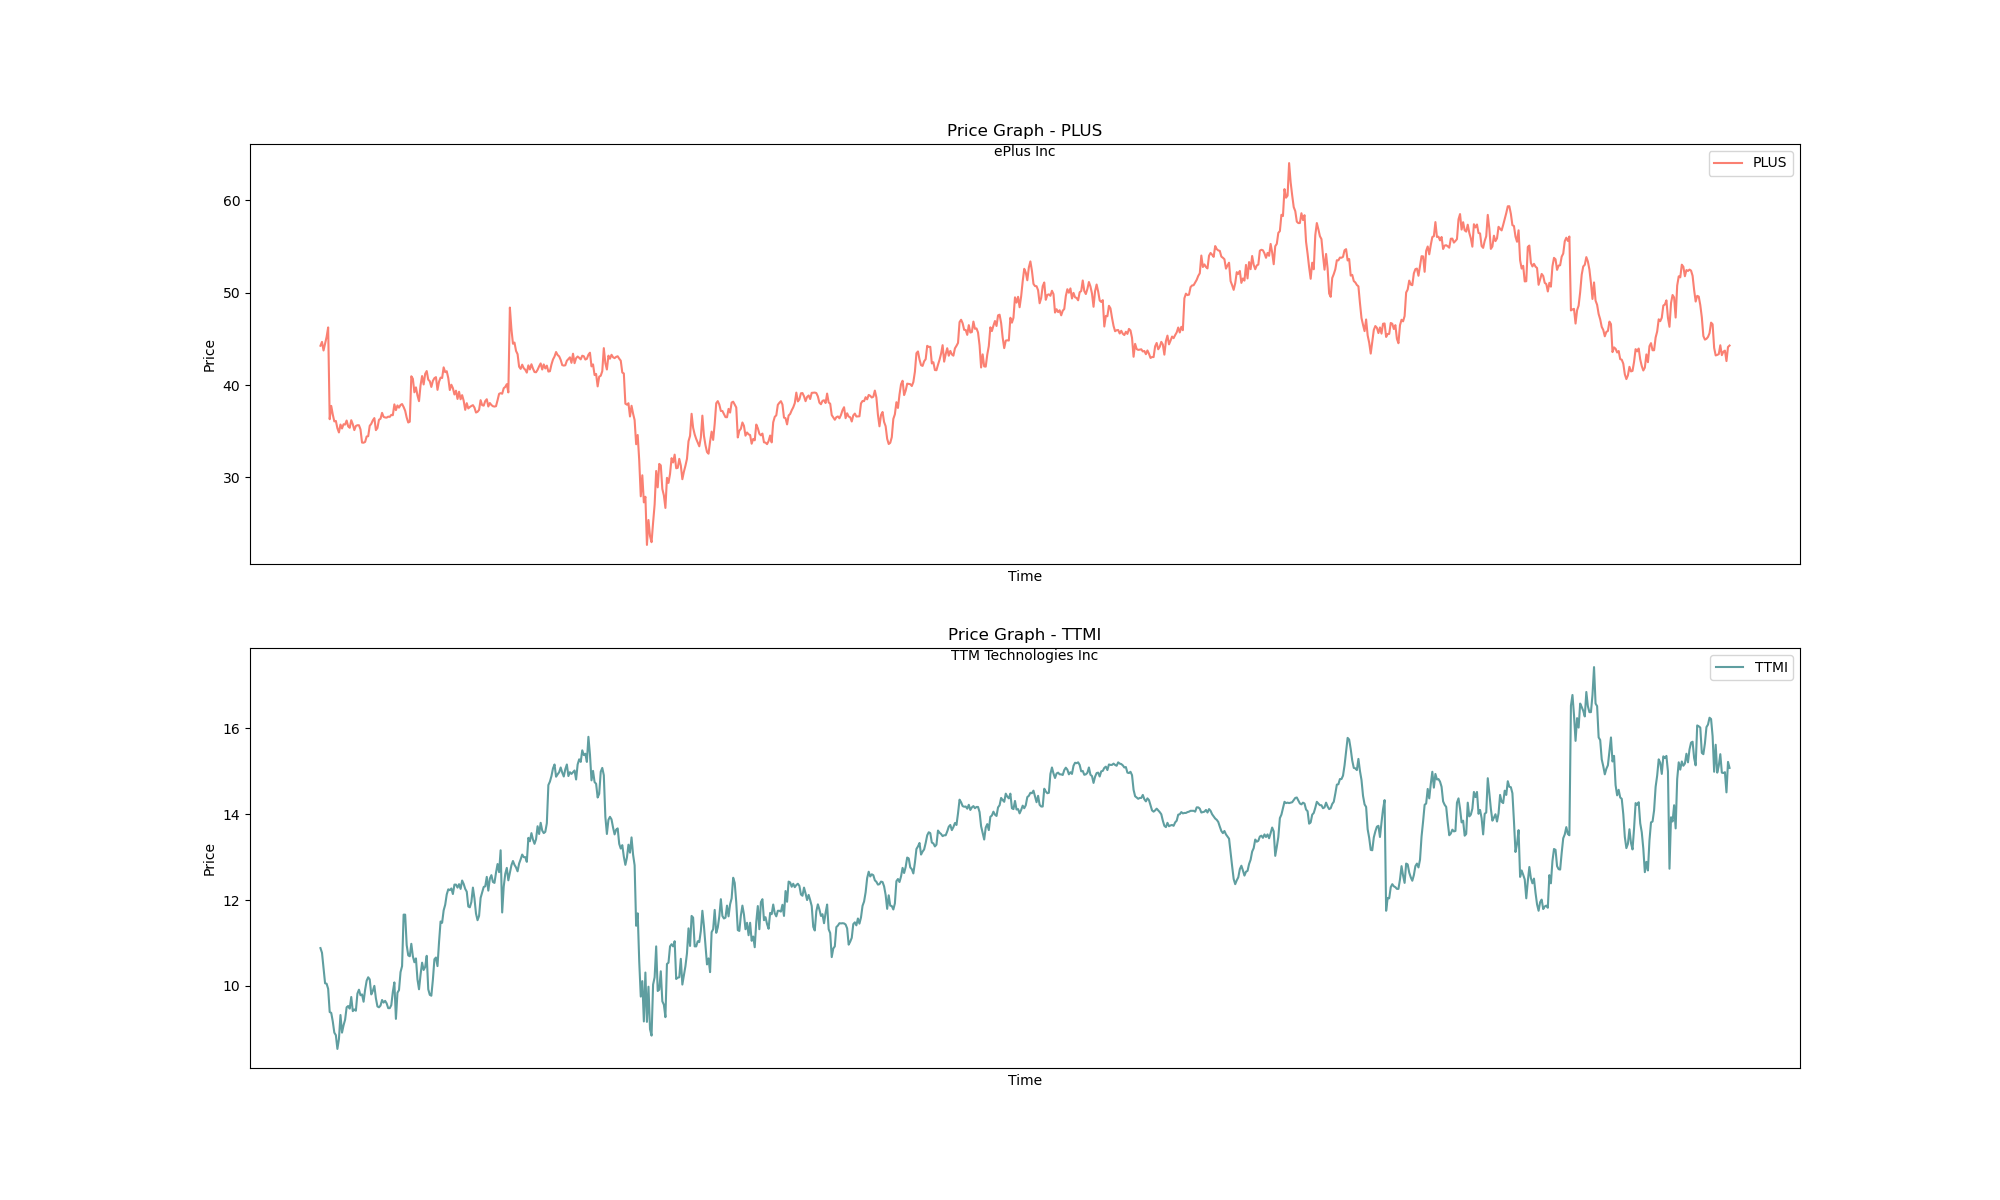 Price Graph - PLUS
ePlus Inc
PLUS
60
50
40
30
Price
Time
Price Graph - TTMI
TTM Technologies Inc
TTMI
16
14
12
10
Price
Time